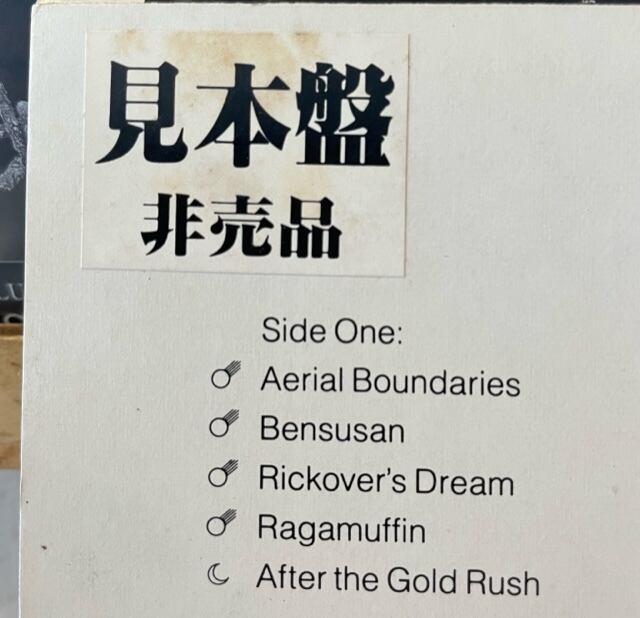 見本盤
非売品
Side One:
Aerial Boundaries
Bensusan
Rickover's Dream
Ragamuffin
After the Gold Rush